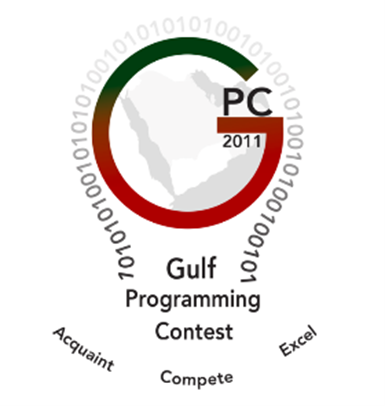 G
PC
2011
Gulf
Programming
Contest
Acquaint
Compete
Excel